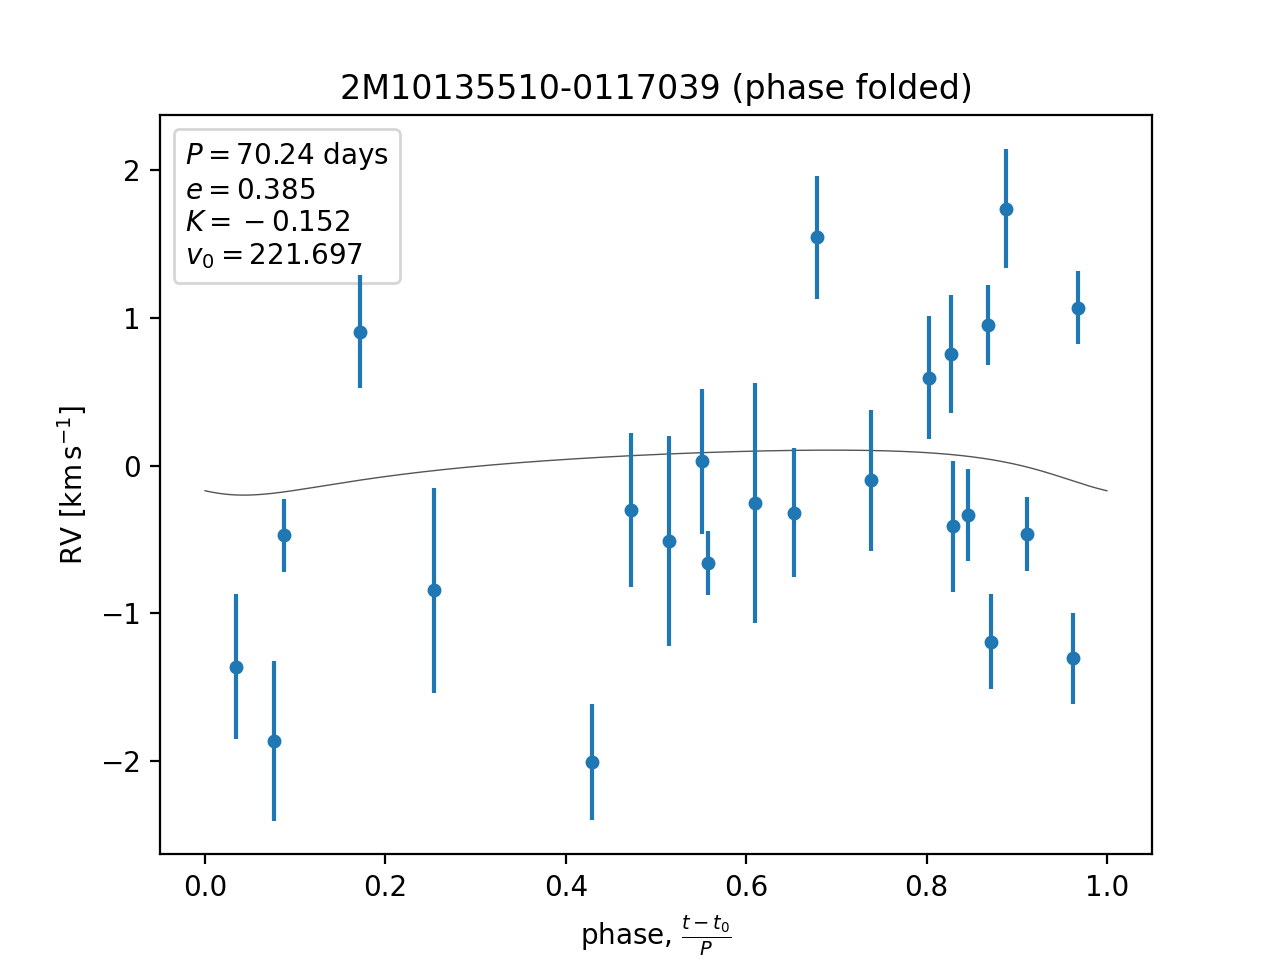 2M10135510-0117039 (phase folded)
P = 70.24 days
e = 0.385
K = −0.152
v₀ = 221.697
2
1
0
−1
−2
RV [km s⁻¹]
0.0 0.2 0.4 0.6 0.8 1.0
phase, (t − t₀)/P